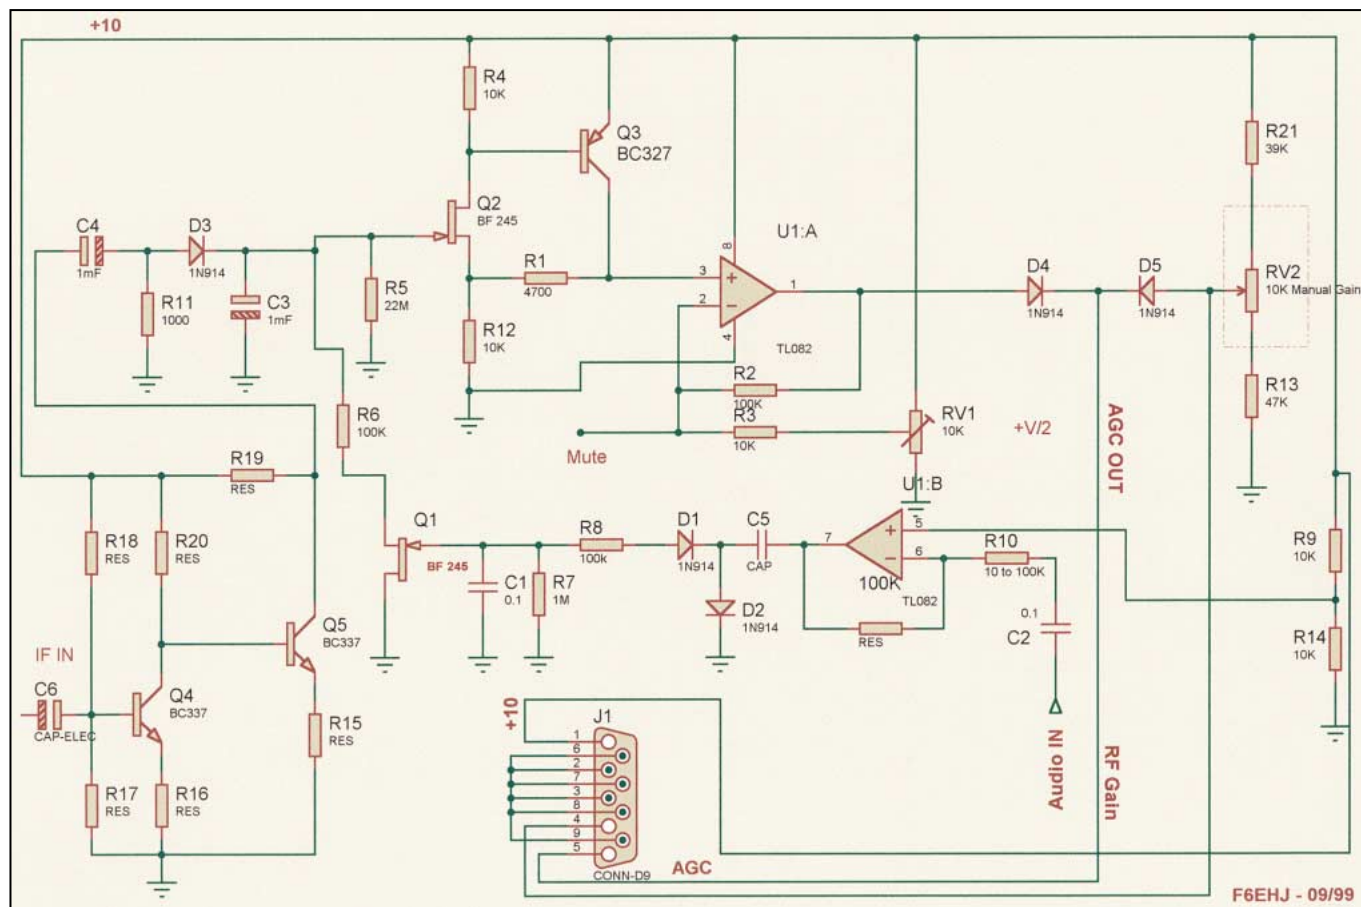 +10
R4
10K
Q3
BC327
R21
39K
Q2
BF 245
U1:A
C4
1mF
D3
1N914
R11
1000
C3
1mF
R5
22M
R1
4700
R12
10K
3
2
8
4
1
TL082
D4
1N914
D5
1N914
RV2
10K Manual Gain
R13
47K
R6
100K
R2
100K
R3
10K
RV1
10K
+V/2
Mute
AGC OUT
R19
RES
R18
RES
R20
RES
Q1
BF 245
R8
100k
D1
1N914
C5
CAP
U1:B
7
5
6
100K
TL082
R10
10 to 100K
R9
10K
C1
0.1
R7
1M
D2
1N914
RES
0.1
C2
R14
10K
Q5
BC337
IF IN
C6
CAP-ELEC
Q4
BC337
R15
RES
R17
RES
R16
RES
+10
J1
1
6
2
7
3
8
4
9
5
CONN-D9
AGC
Audio IN
RF Gain
F6EHJ - 09/99